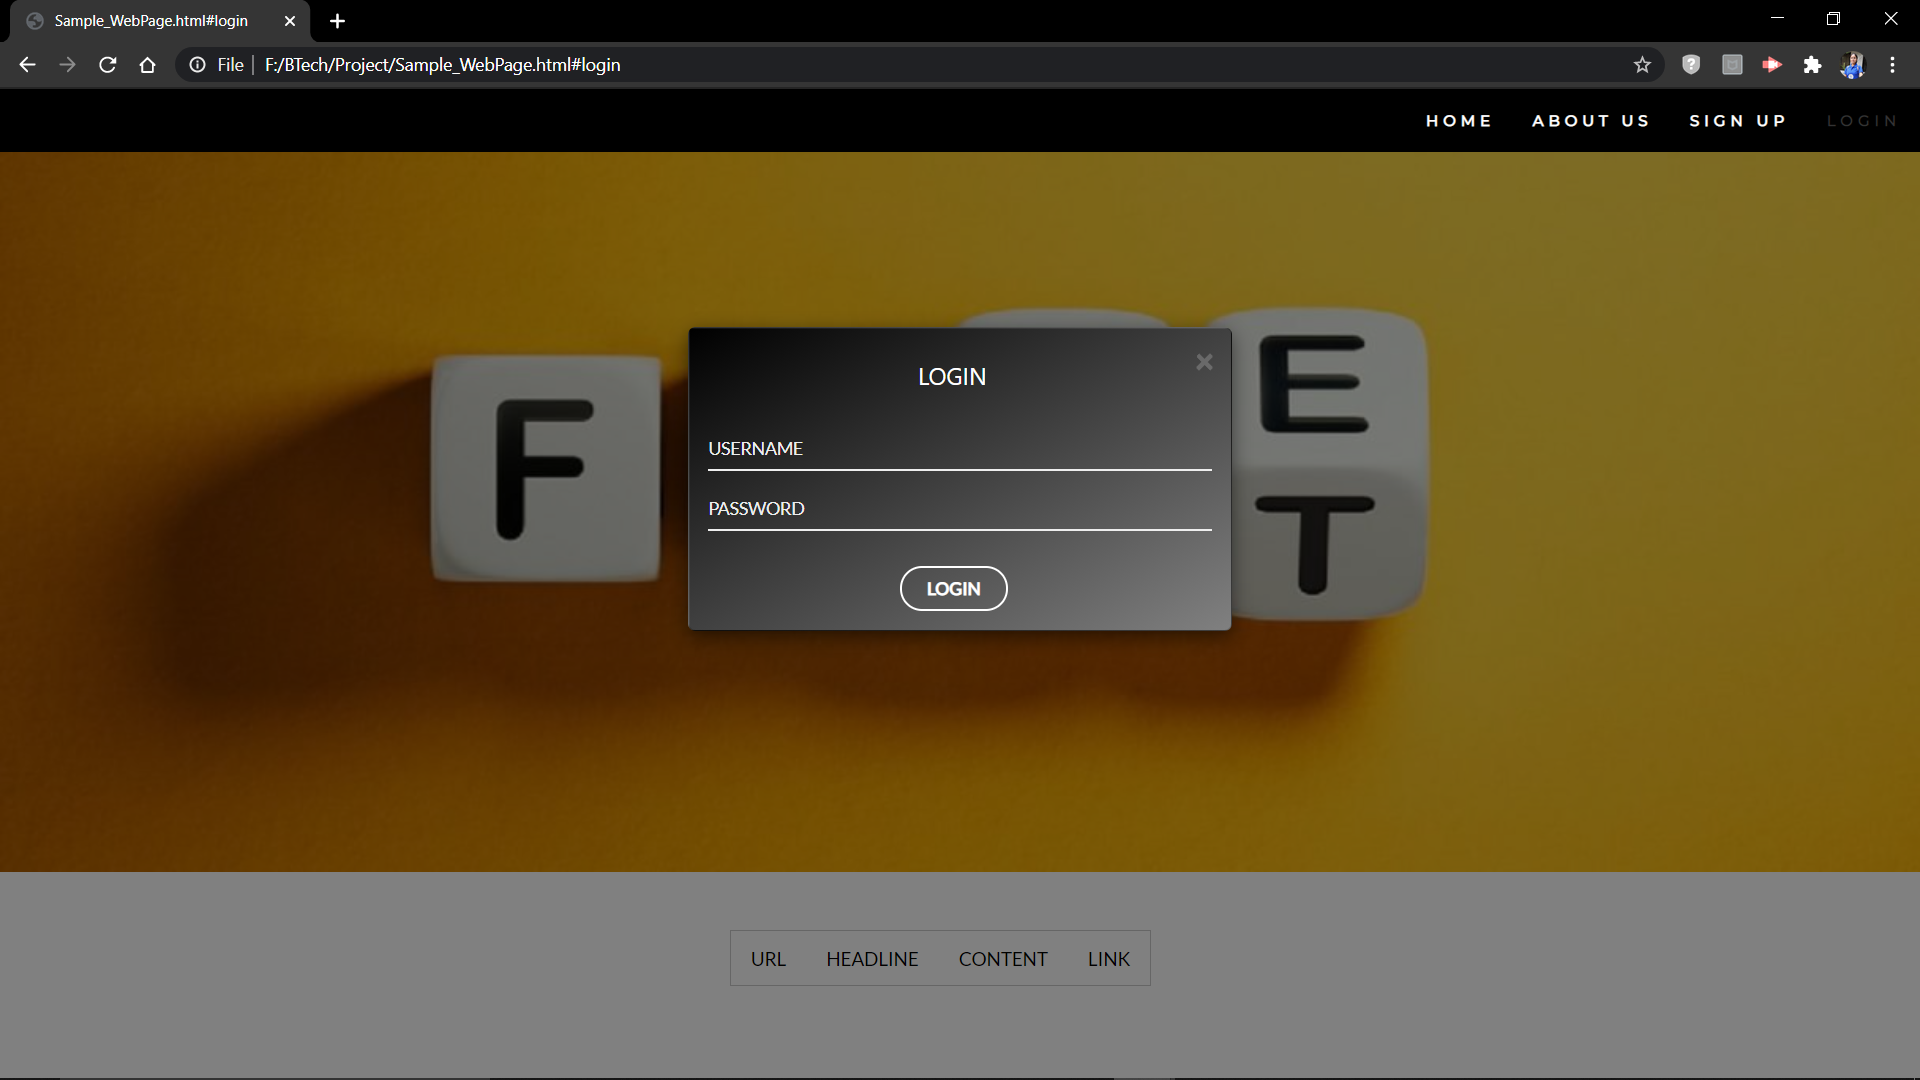 Sample_WebPage.html#login
File F:/BTech/Project/Sample_WebPage.html#login
HOME ABOUT US SIGN UP LOGIN
F
E
T
LOGIN
USERNAME
PASSWORD
LOGIN
URL HEADLINE CONTENT LINK